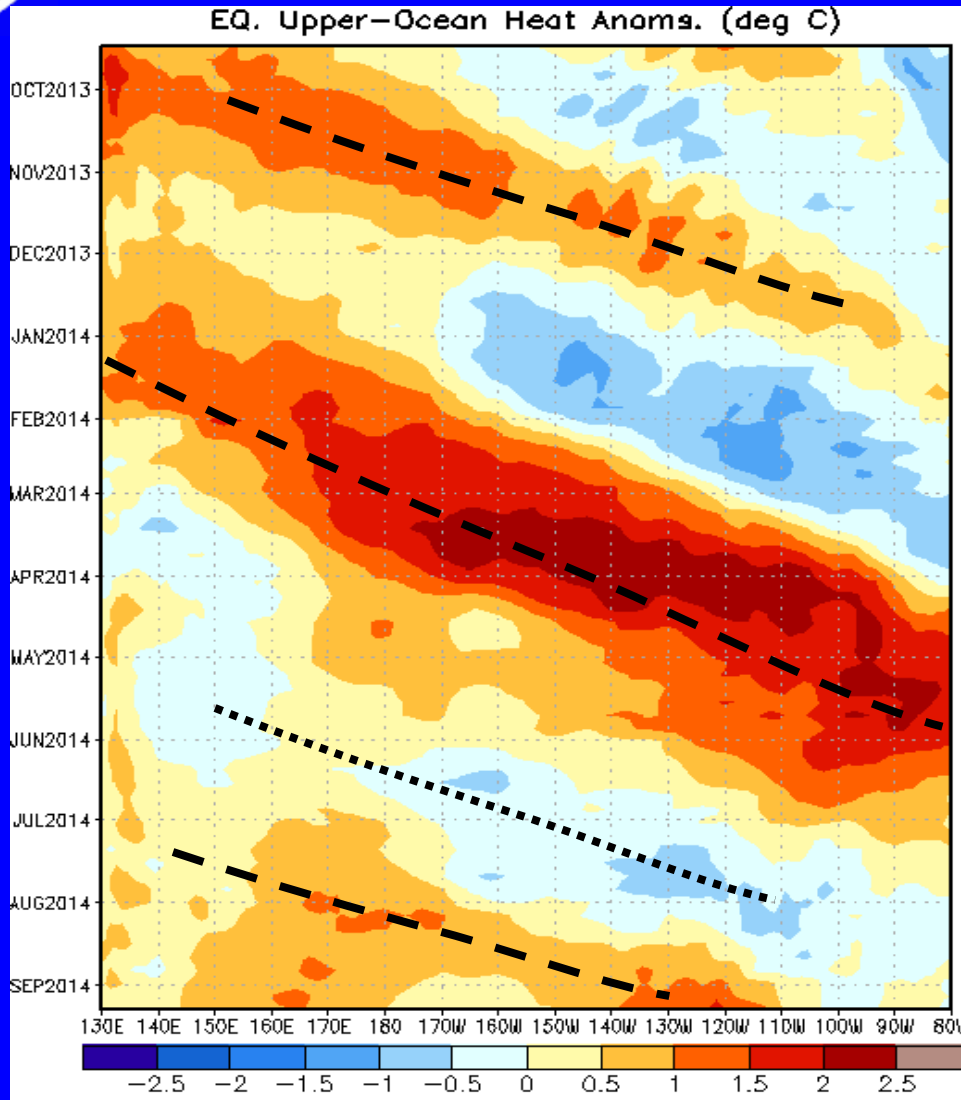 EQ. Upper-Ocean Heat Anoms. (deg C)
OCT2013
NOV2013
DEC2013
JAN2014
FEB2014
MAR2014
APR2014
MAY2014
JUN2014
JUL2014
AUG2014
SEP2014
130E 140E 150E 160E 170E 180 170W 160W 150W 140W 130W 120W 110W 100W 90W 80W
-2.5 -2 -1.5 -1 -0.5 0 0.5 1 1.5 2 2.5